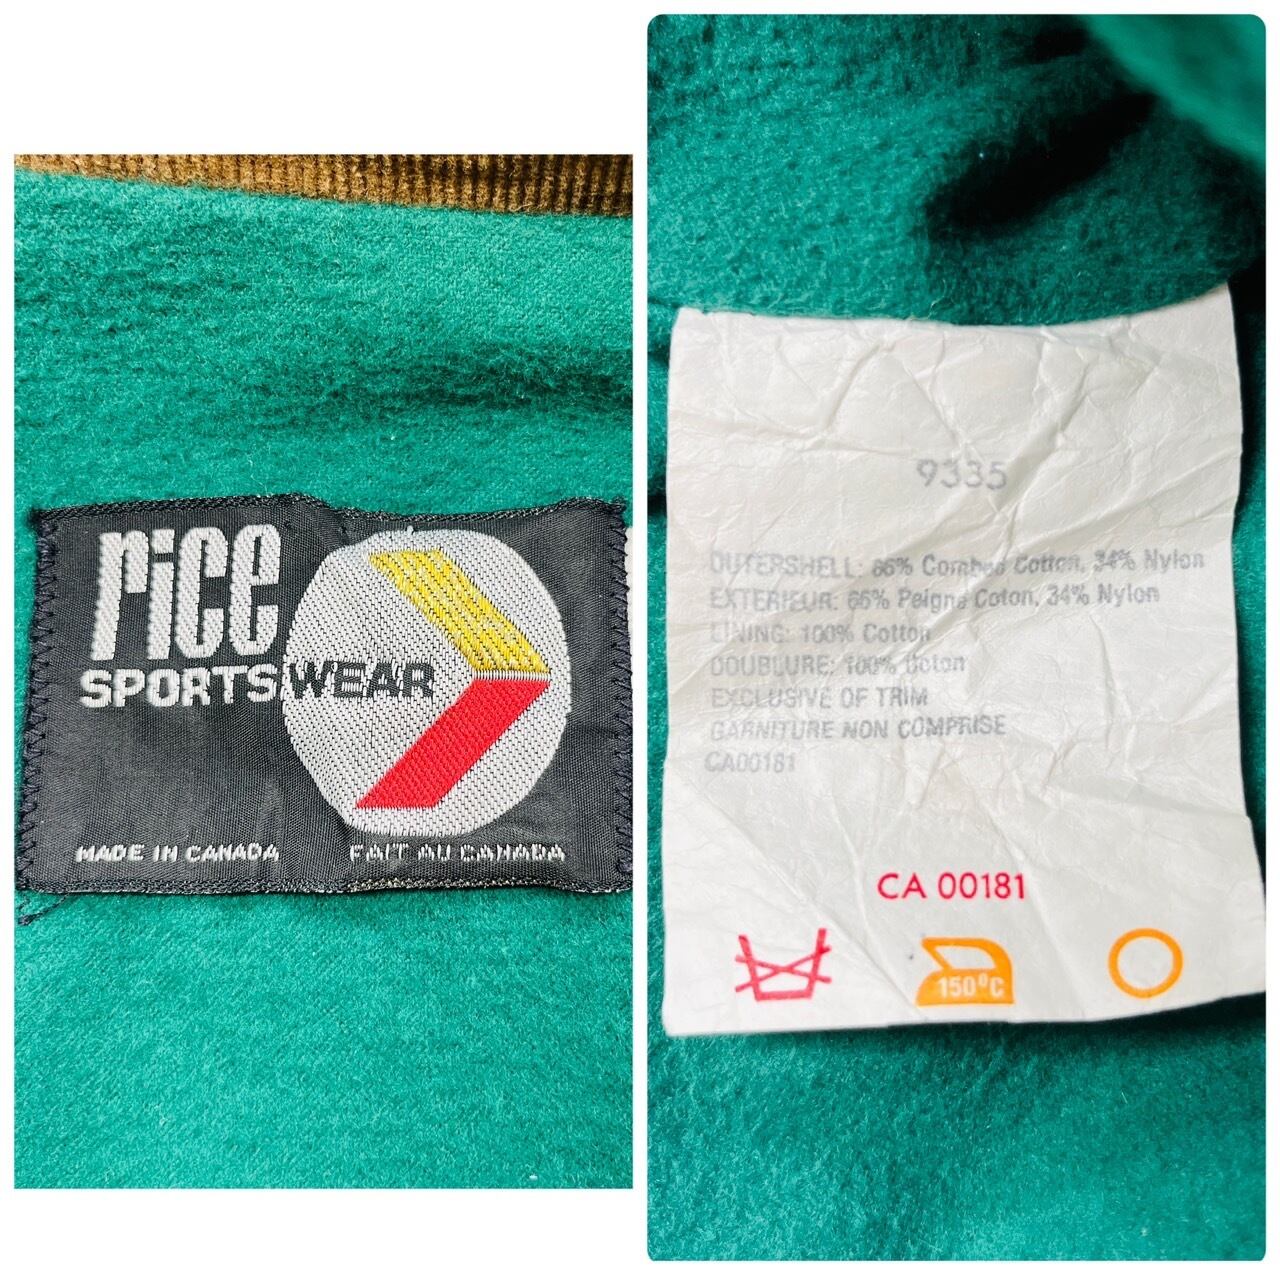 rice
SPORTSWEAR
MADE IN CANADA FAIT AU CANADA
9335
OUTERSHELL: 66% Combed Cotton, 34% Nylon
EXTERIEUR: 66% Peigne Coton, 34% Nylon
LINING: 100% Cotton
DOUBLURE: 100% Coton
EXCLUSIVE OF TRIM
GARNITURE NON COMPRISE
CA00181
CA 00181
150°C